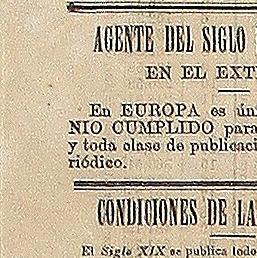 AGENTE DEL SIGLO
EN EL EXT
En EUROPA es ún
NIO CUMPLIDO para
y toda clase de publicaci
riódico.
CONDICIONES DE LA
El Siglo XIX se publica todo